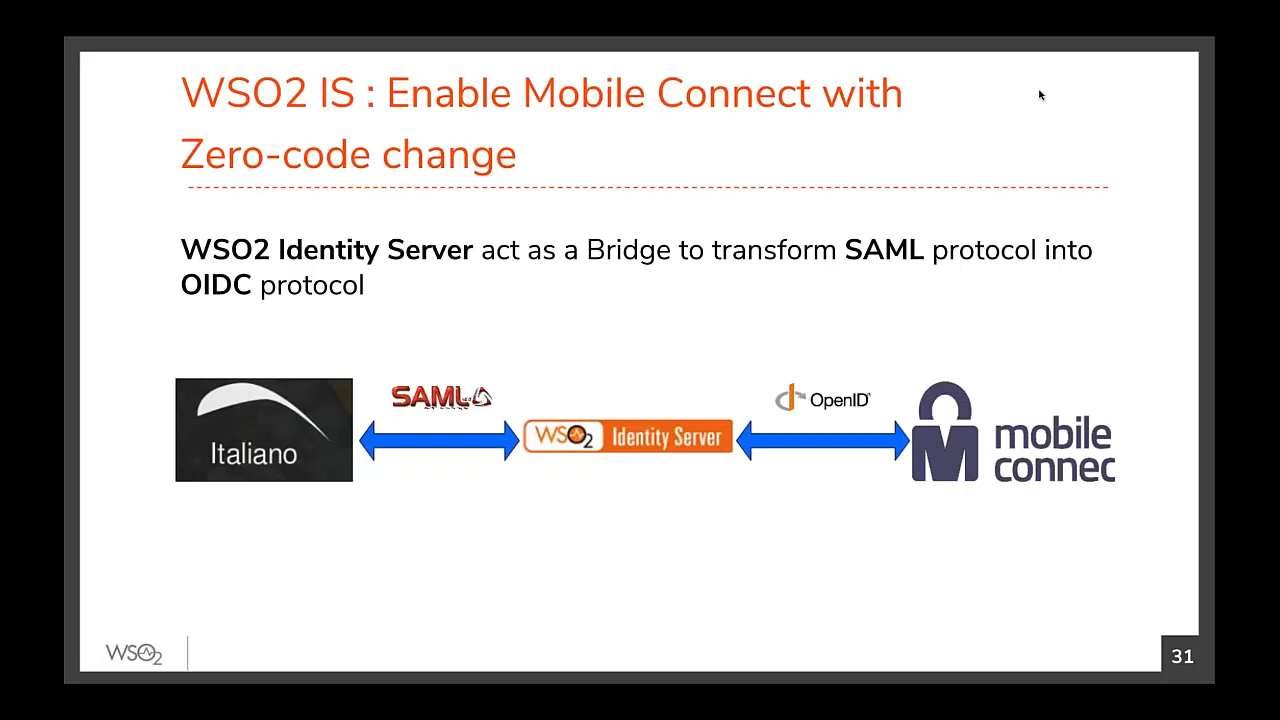 WSO2 IS : Enable Mobile Connect with
Zero-code change
WSO2 Identity Server act as a Bridge to transform SAML protocol into
OIDC protocol
Italiano
SAML
WSO2 Identity Server
OpenID
mobile
connec
WSO2
31